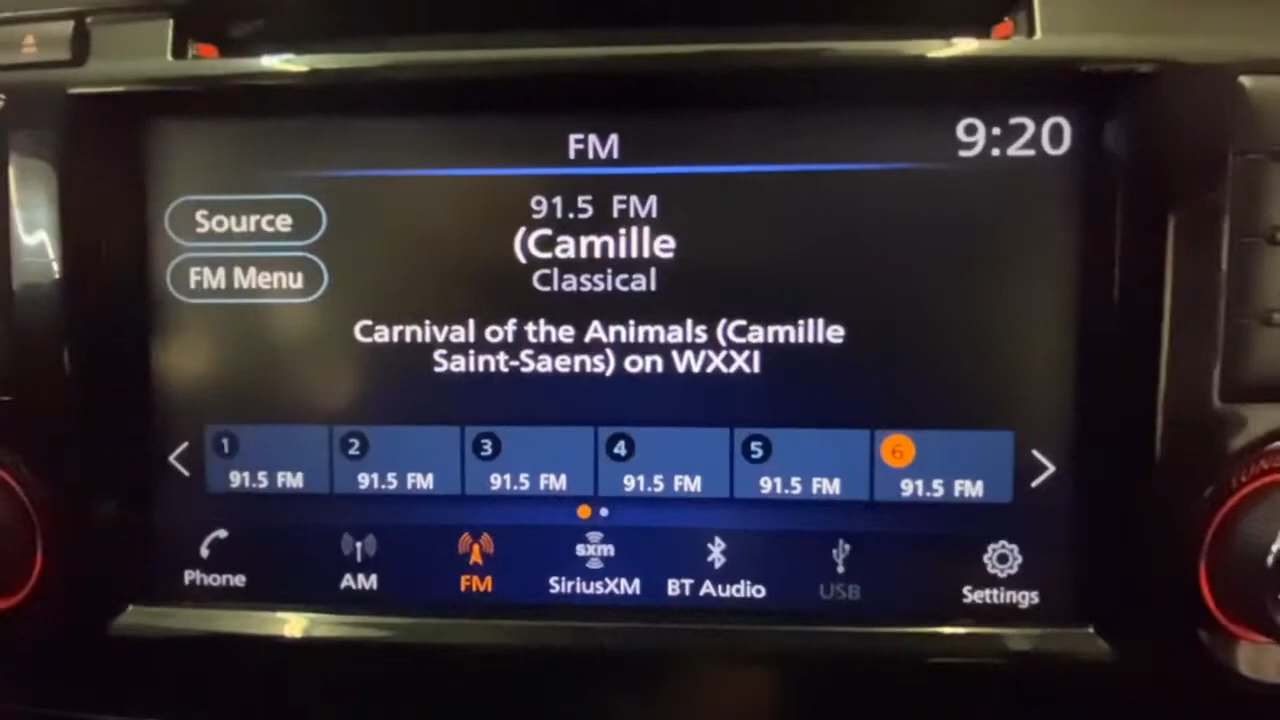 FM
9:20
Source
FM Menu
91.5 FM
(Camille
Classical
Carnival of the Animals (Camille
Saint-Saens) on WXXI
1
91.5 FM
2
91.5 FM
3
91.5 FM
4
91.5 FM
5
91.5 FM
6
91.5 FM
Phone
AM
FM
sxm
SiriusXM
BT Audio
USB
Settings